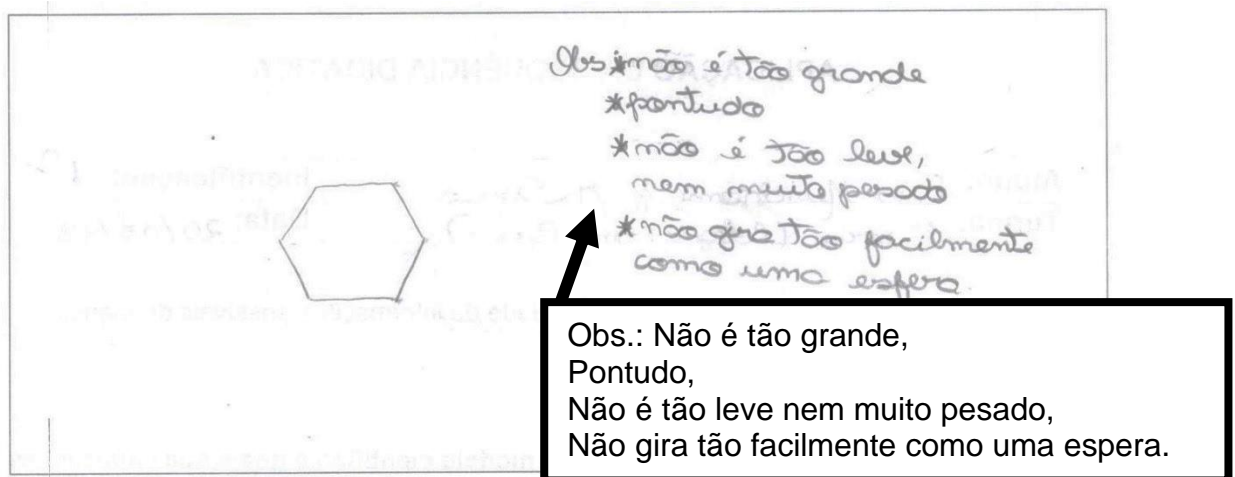 Obs: *não é tão grande
*pontudo
*não é tão leve,
nem muito pesado
*não gira tão facilmente
como uma esfera.
Obs.: Não é tão grande,
Pontudo,
Não é tão leve nem muito pesado,
Não gira tão facilmente como uma espera.